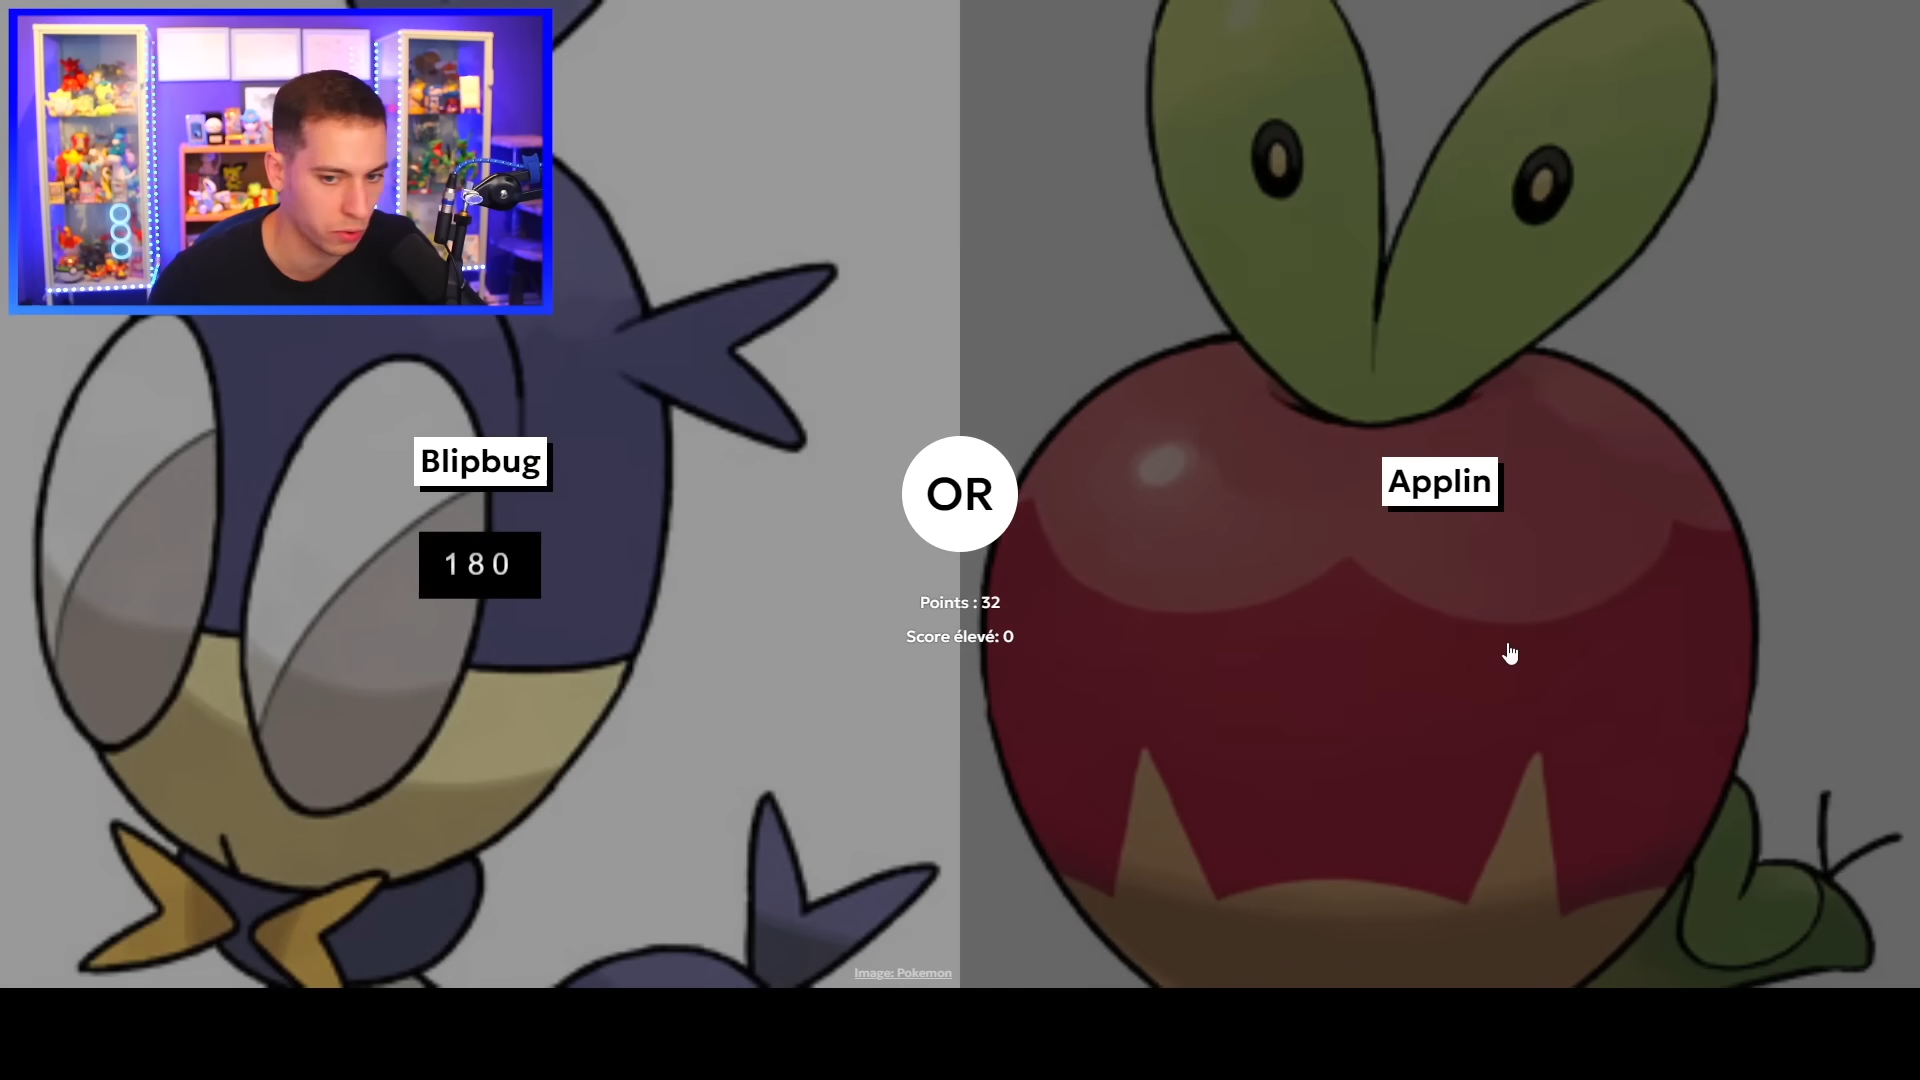 Blipbug
180
OR
Applin
Points : 32
Score élevé: 0
Image: Pokemon